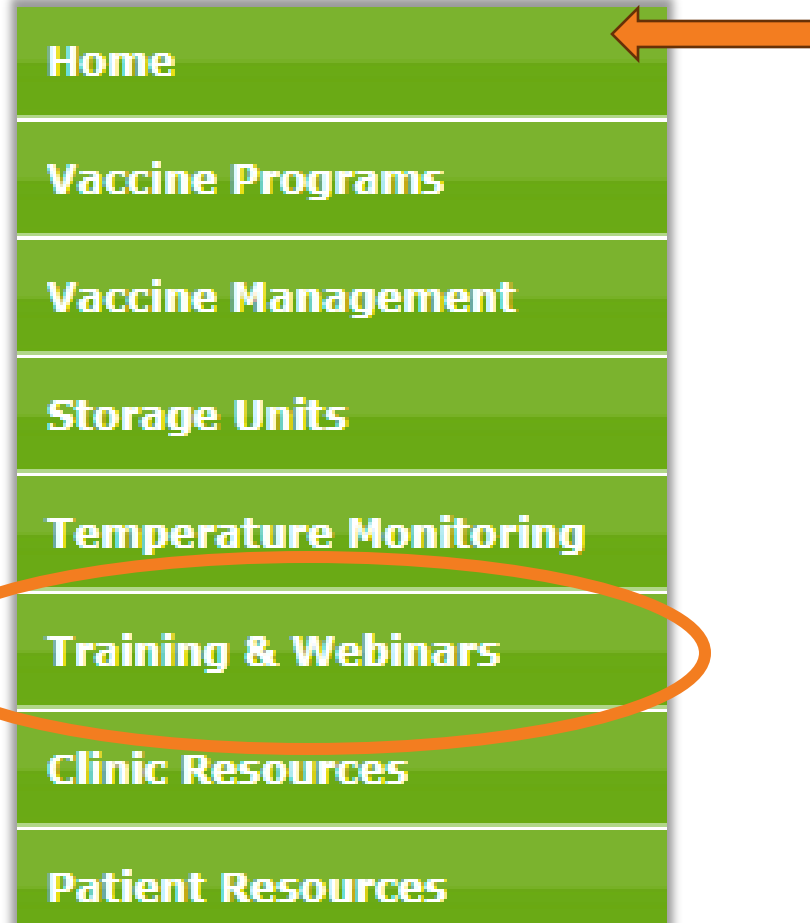 Home
Vaccine Programs
Vaccine Management
Storage Units
Temperature Monitoring
Training & Webinars
Clinic Resources
Patient Resources